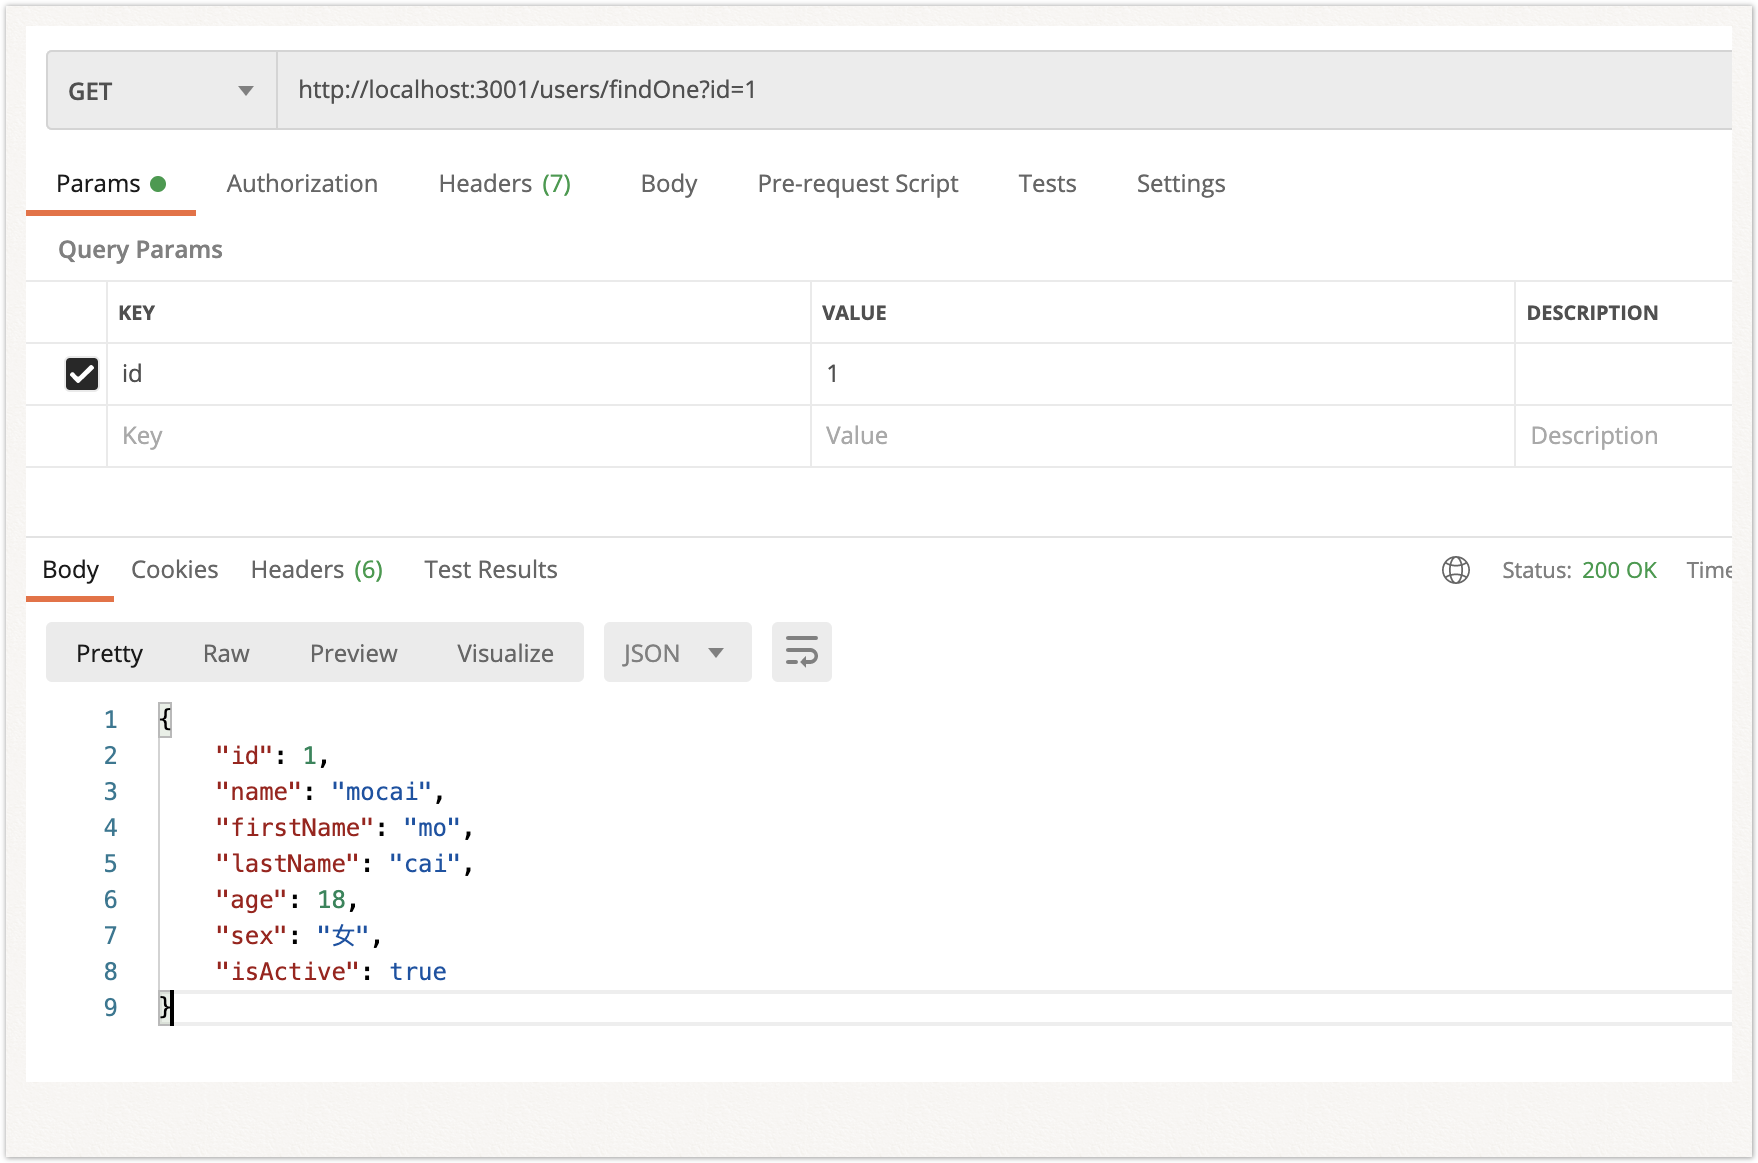 GET http://localhost:3001/users/findOne?id=1
Params Authorization Headers (7) Body Pre-request Script Tests Settings
Query Params
KEY VALUE DESCRIPTION
id 1
Key Value Description
Body Cookies Headers (6) Test Results Status: 200 OK Time
Pretty Raw Preview Visualize JSON
1 {
2 "id": 1,
3 "name": "mocai",
4 "firstName": "mo",
5 "lastName": "cai",
6 "age": 18,
7 "sex": "女",
8 "isActive": true
9 }